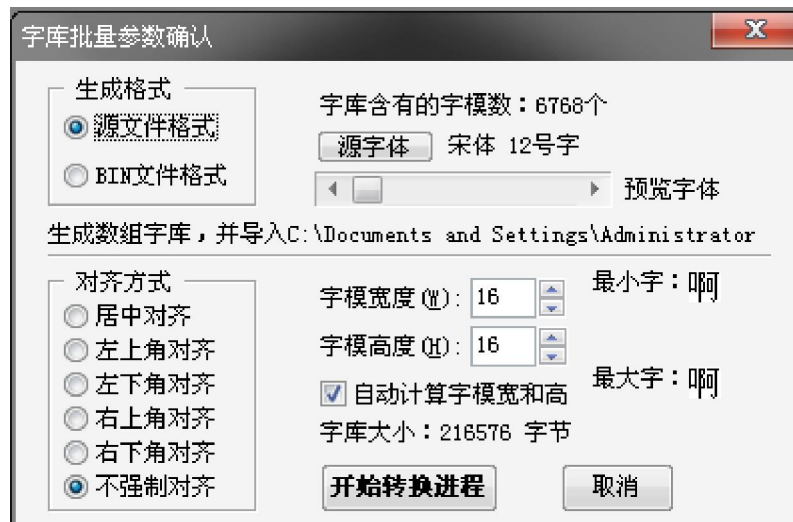 字库批量参数确认
生成格式
源文件格式
BIN文件格式
字库含有的字模数：6768个
源字体 宋体 12号字
预览字体
生成数组字库，并导入C:\Documents and Settings\Administrator
对齐方式
居中对齐
左上角对齐
左下角对齐
右上角对齐
右下角对齐
不强制对齐
字模宽度(W): 16
字模高度(H): 16
自动计算字模宽和高
字库大小：216576 字节
最小字：啊
最大字：啊
开始转换进程
取消